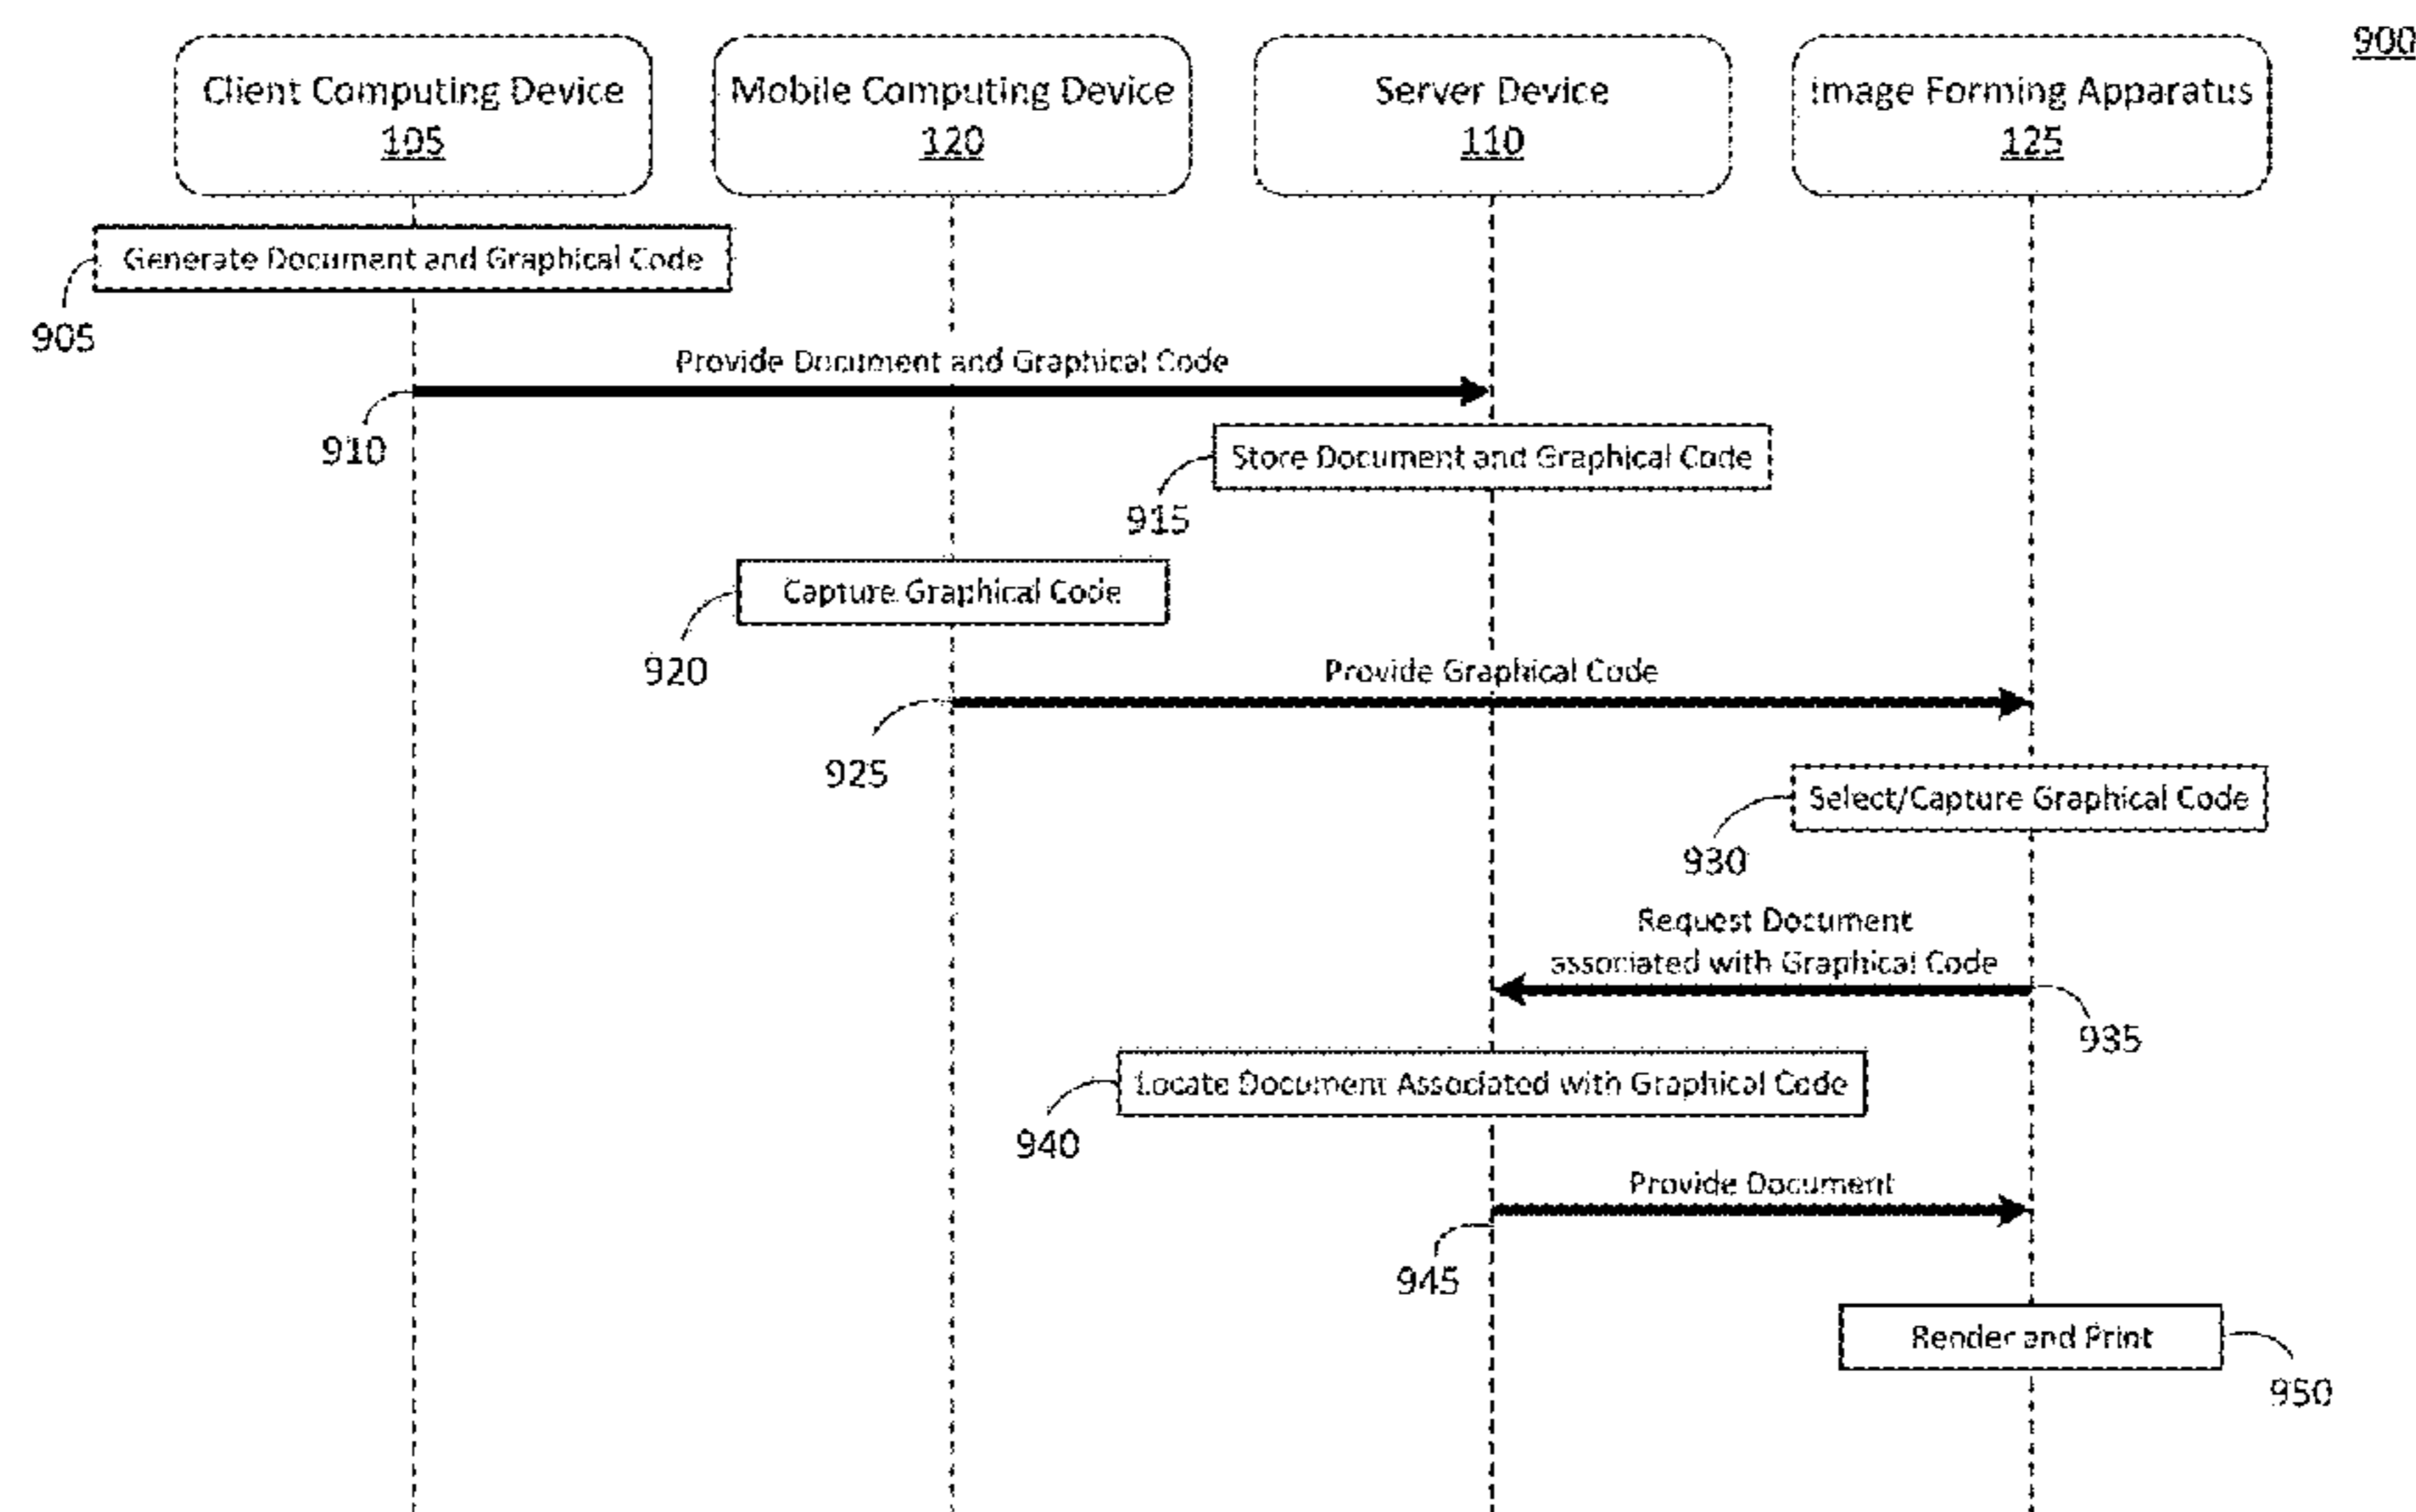 900
Client Computing Device
105
Mobile Computing Device
120
Server Device
110
Image Forming Apparatus
125
Generate Document and Graphical Code
905
Provide Document and Graphical Code
910
Store Document and Graphical Code
915
Capture Graphical Code
920
Provide Graphical Code
925
Select/Capture Graphical Code
930
Request Document
associated with Graphical Code
935
Locate Document Associated with Graphical Code
940
Provide Document
945
Render and Print
950